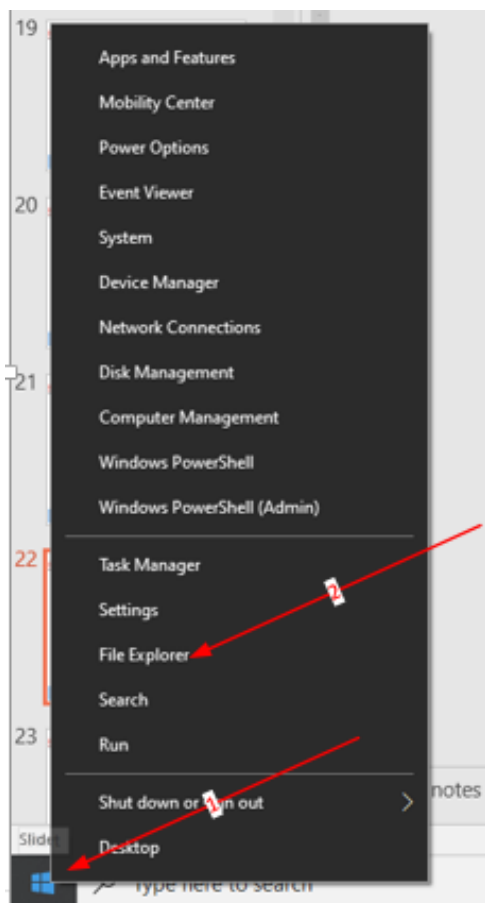 19
Apps and Features
Mobility Center
Power Options
Event Viewer
20
System
Device Manager
Network Connections
Disk Management
21
Computer Management
Windows PowerShell
Windows PowerShell (Admin)
22
Task Manager
2
Settings
File Explorer
Search
23
Run
notes
Shut down or out
1
Desktop
Type here to search